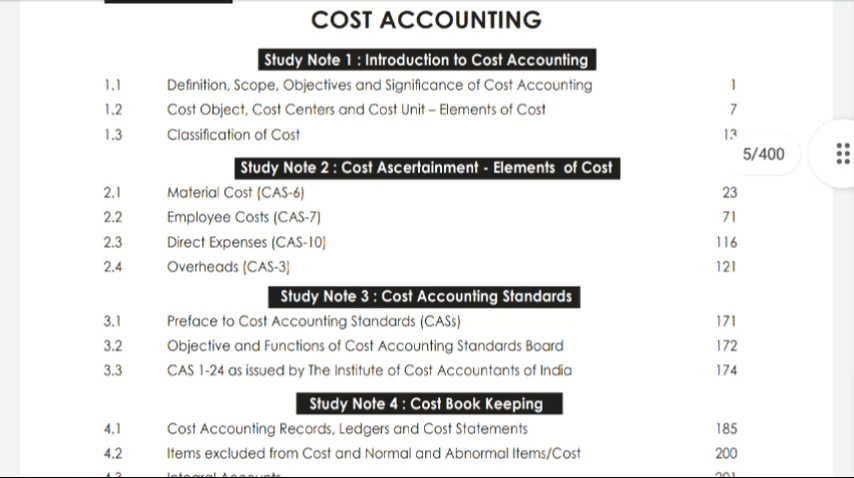 COST ACCOUNTING
Study Note 1 : Introduction to Cost Accounting
1.1 Definition, Scope, Objectives and Significance of Cost Accounting 1
1.2 Cost Object, Cost Centers and Cost Unit – Elements of Cost 7
1.3 Classification of Cost 13
5/400
Study Note 2 : Cost Ascertainment - Elements of Cost
2.1 Material Cost (CAS-6) 23
2.2 Employee Costs (CAS-7) 71
2.3 Direct Expenses (CAS-10) 116
2.4 Overheads (CAS-3) 121
Study Note 3 : Cost Accounting Standards
3.1 Preface to Cost Accounting Standards (CASs) 171
3.2 Objective and Functions of Cost Accounting Standards Board 172
3.3 CAS 1-24 as issued by The Institute of Cost Accountants of India 174
Study Note 4 : Cost Book Keeping
4.1 Cost Accounting Records, Ledgers and Cost Statements 185
4.2 Items excluded from Cost and Normal and Abnormal Items/Cost 200
4.3 Integral Accounts 201